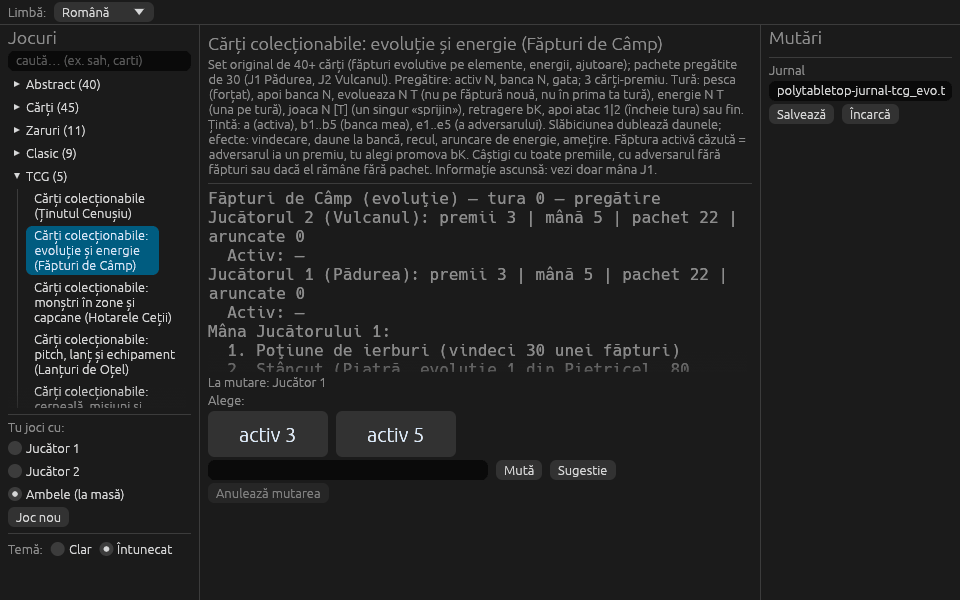 Limbă: Română
Jocuri
caută... (ex. sah, carti)
Abstract (40)
Cărți (45)
Zaruri (11)
Clasic (9)
TCG (5)
Cărți colecționabile
(Ținutul Cenușiu)
Cărți colecționabile:
evoluție și energie
(Făpturi de Câmp)
Cărți colecționabile:
monștri în zone și
capcane (Hotarele Ceții)
Cărți colecționabile:
pitch, lanț și echipament
(Lanțuri de Oțel)
Cărți colecționabile:
cerneală, misiuni și
Tu joci cu:
Jucător 1
Jucător 2
Ambele (la masă)
Joc nou
Temă: Clar Întunecat
Cărți colecționabile: evoluție și energie (Făpturi de Câmp)
Set original de 40+ cărți (făpturi evolutive pe elemente, energii, ajutoare); pachete pregătite
de 30 (J1 Pădurea, J2 Vulcanul). Pregătire: activ N, banca N, gata; 3 cărți-premiu. Tură: pesca
(forțat), apoi banca N, evolueaza N T (nu pe făptură nouă, nu în prima ta tură), energie N T
(una pe tură), joaca N [T] (un singur «sprijin»), retragere bK, apoi atac 1|2 (încheie tura) sau fin.
Țintă: a (activa), b1..b5 (banca mea), e1..e5 (a adversarului). Slăbiciunea dublează daunele;
efecte: vindecare, daune la bancă, recul, aruncare de energie, amețire. Făptura activă căzută =
adversarul ia un premiu, tu alegi promova bK. Câștigi cu toate premiile, cu adversarul fără
făpturi sau dacă el rămâne fără pachet. Informație ascunsă: vezi doar mâna J1.
Făpturi de Câmp (evoluție) — tura 0 — pregătire
Jucătorul 2 (Vulcanul): premii 3 | mână 5 | pachet 22 |
aruncate 0
Activ: —
Jucătorul 1 (Pădurea): premii 3 | mână 5 | pachet 22 |
aruncate 0
Activ: —
Mâna Jucătorului 1:
1. Poțiune de ierburi (vindeci 30 unei făpturi)
2. Stâncuț (Piatră, evoluție 1 din Pietricel, 80
La mutare: Jucător 1
Alege:
activ 3
activ 5
Mută
Sugestie
Anulează mutarea
Mutări
Jurnal
polytabletop-jurnal-tcg_evo.t
Salvează
Încarcă